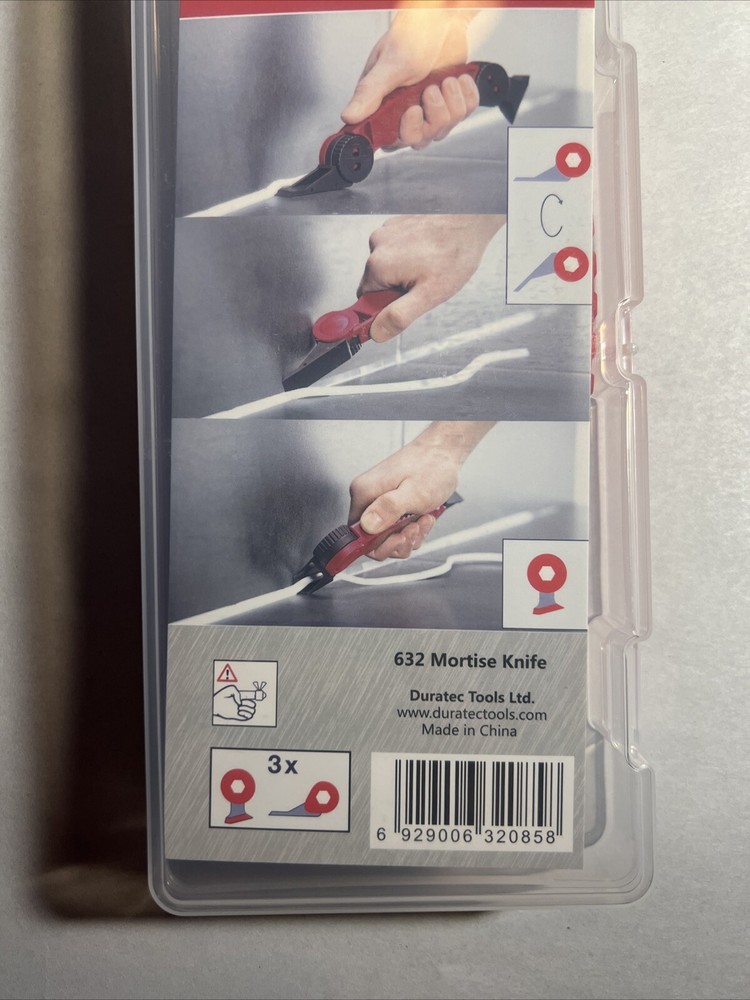 632 Mortise Knife
Duratec Tools Ltd.
www.duratectools.com
Made in China
3x
6 929006 320858